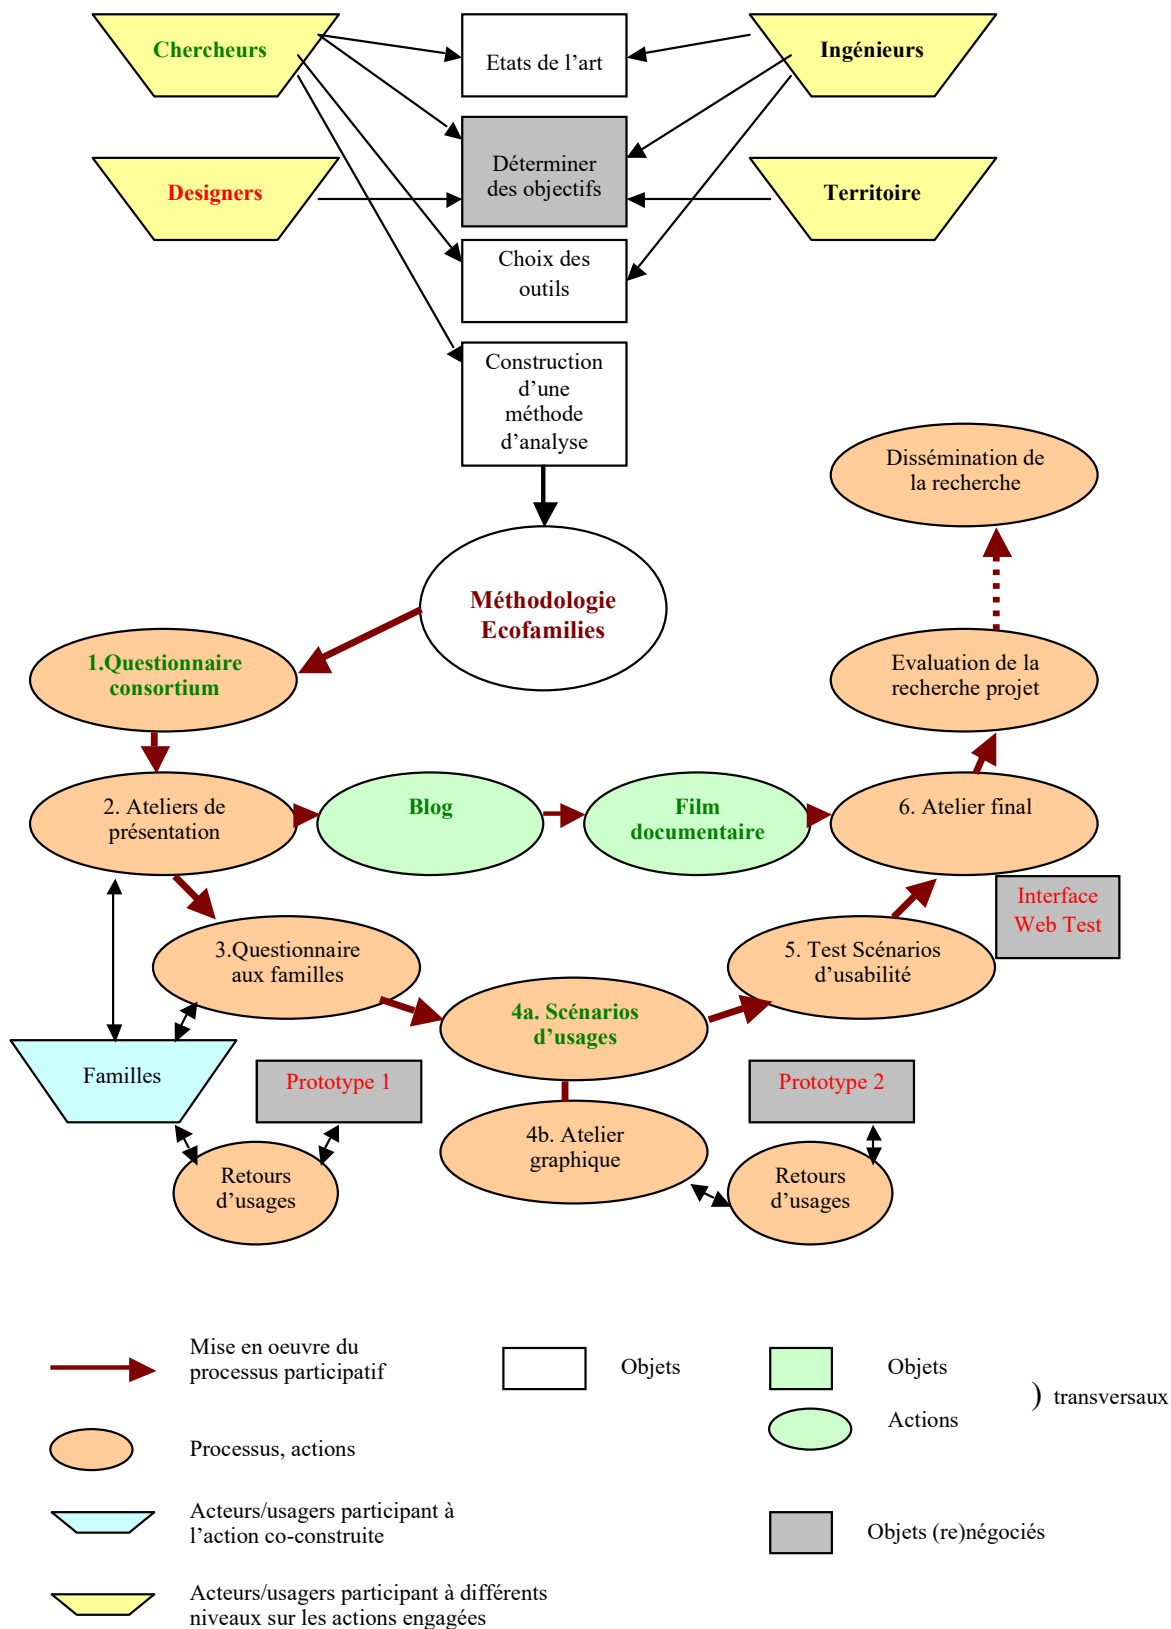 Chercheurs
Etats de l’art
Ingénieurs
Déterminer
des objectifs
Designers
Territoire
Choix des
outils
Construction
d’une
méthode
d’analyse
Dissémination de
la recherche
Méthodologie
Ecofamilies
1.Questionnaire
consortium
Evaluation de la
recherche projet
2. Ateliers de
présentation
Blog
Film
documentaire
6. Atelier final
Interface
Web Test
3.Questionnaire
aux familles
5. Test Scénarios
d’usabilité
4a. Scénarios
d’usages
Familles
Prototype 1
Prototype 2
4b. Atelier
graphique
Retours
d’usages
Retours
d’usages
Mise en oeuvre du
processus participatif
Objets
Objets
Actions
) transversaux
Processus, actions
Acteurs/usagers participant à
l’action co-construite
Objets (re)négociés
Acteurs/usagers participant à différents
niveaux sur les actions engagées